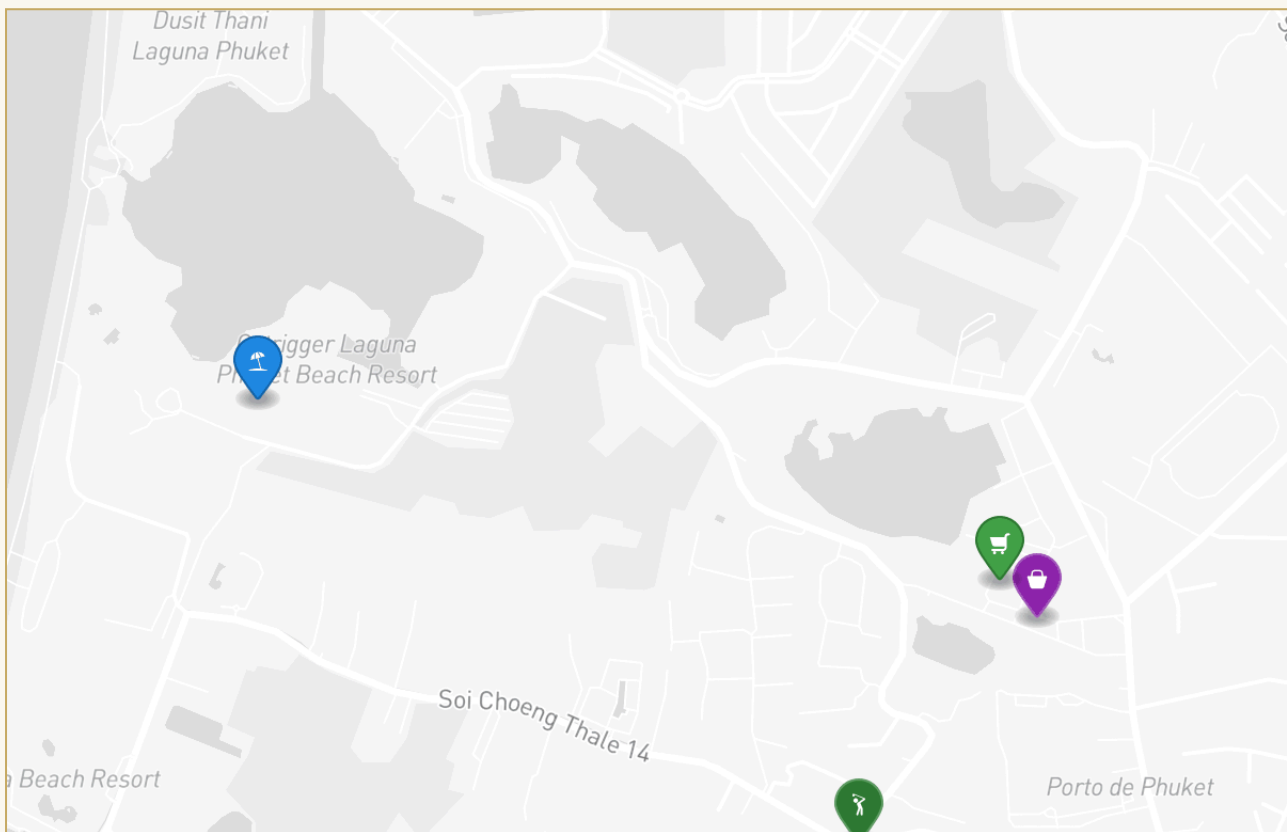 Dusit Thani
Laguna Phuket
Laguna
Beach Resort
Soi Choeng Thale 14
Beach Resort
Porto de Phuket